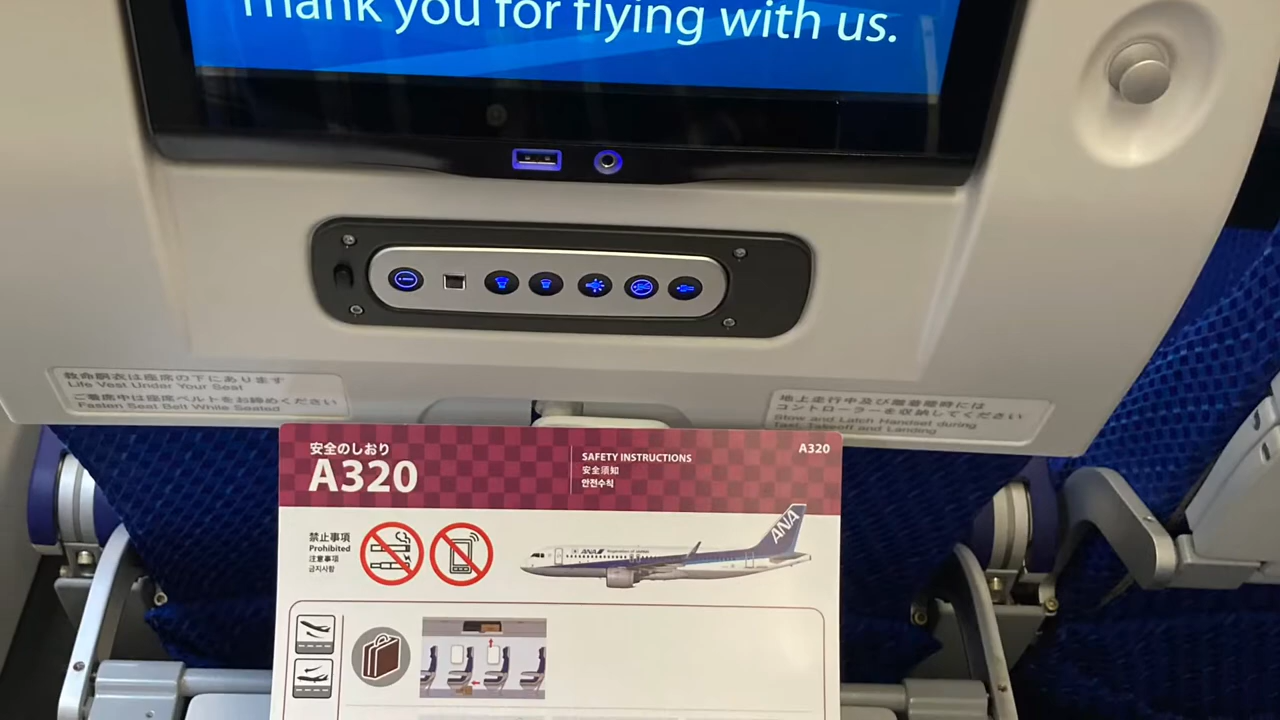 Thank you for flying with us.
救命胴衣は座席の下にあります
Life Vest Under Your Seat
ご着席中は座席ベルトをお締めください
Fasten Seat Belt While Seated
地上走行中及び離着陸時には
コントローラーを収納してください
Stow and Latch Handset during
Taxi, Takeoff and Landing
安全のしおり
A320
SAFETY INSTRUCTIONS
安全须知
안전수칙
A320
禁止事項
Prohibited
注意事项
금지사항
ANA
ANA